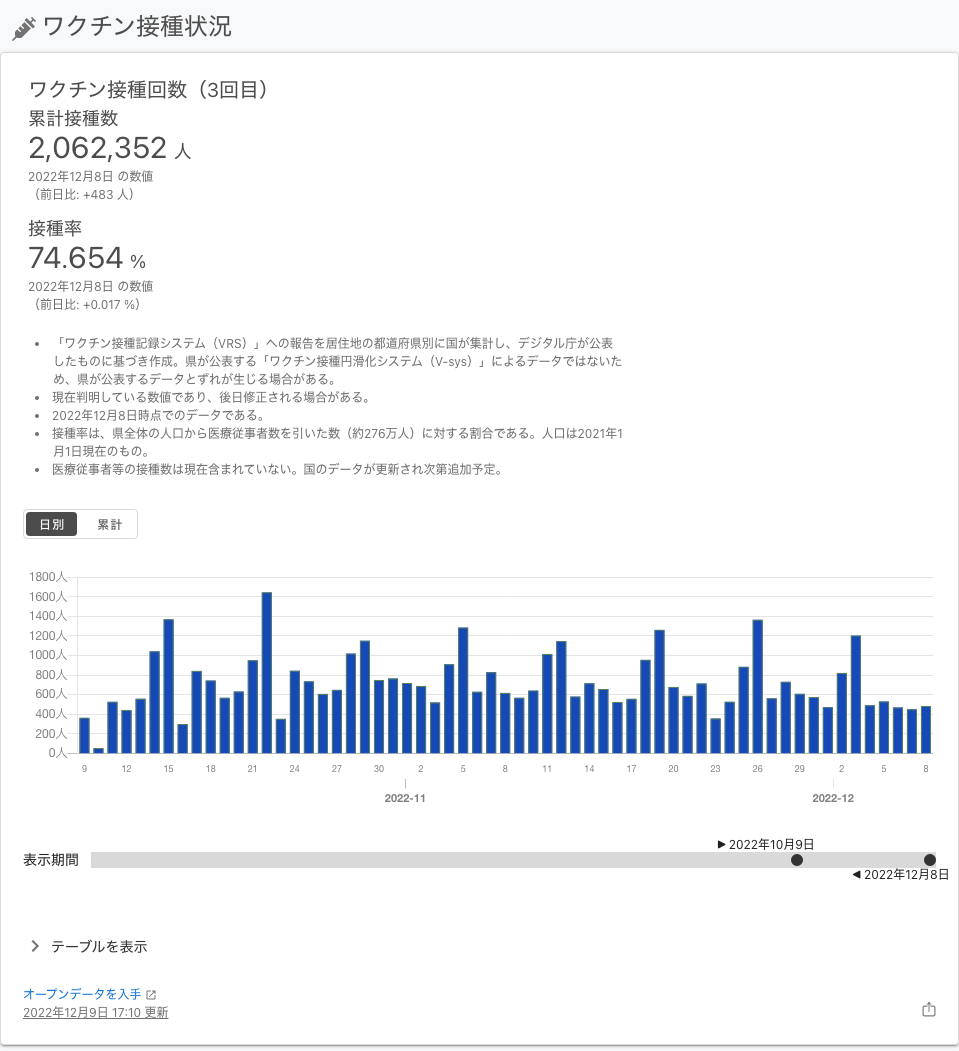 ワクチン接種状況
ワクチン接種回数（3回目）
累計接種数
2,062,352 人
2022年12月8日 の数値
（前日比: +483 人）
接種率
74.654 %
2022年12月8日 の数値
（前日比: +0.017 %）
• 「ワクチン接種記録システム（VRS）」への報告を居住地の都道府県別に国が集計し、デジタル庁が公表
したものに基づき作成。県が公表する「ワクチン接種円滑化システム（V-sys）」によるデータではないた
め、県が公表するデータとずれが生じる場合がある。
• 現在判明している数値であり、後日修正される場合がある。
• 2022年12月8日時点でのデータである。
• 接種率は、県全体の人口から医療従事者数を引いた数（約276万人）に対する割合である。人口は2021年1
月1日現在のもの。
• 医療従事者等の接種数は現在含まれていない。国のデータが更新され次第追加予定。
日別 累計
1800人
1600人
1400人
1200人
1000人
800人
600人
400人
200人
0人
9 12 15 18 21 24 27 30 2 5 8 11 14 17 20 23 26 29 2 5 8
2022-11 2022-12
▶ 2022年10月9日
表示期間
◀ 2022年12月8日
テーブルを表示
オープンデータを入手
2022年12月9日 17:10 更新